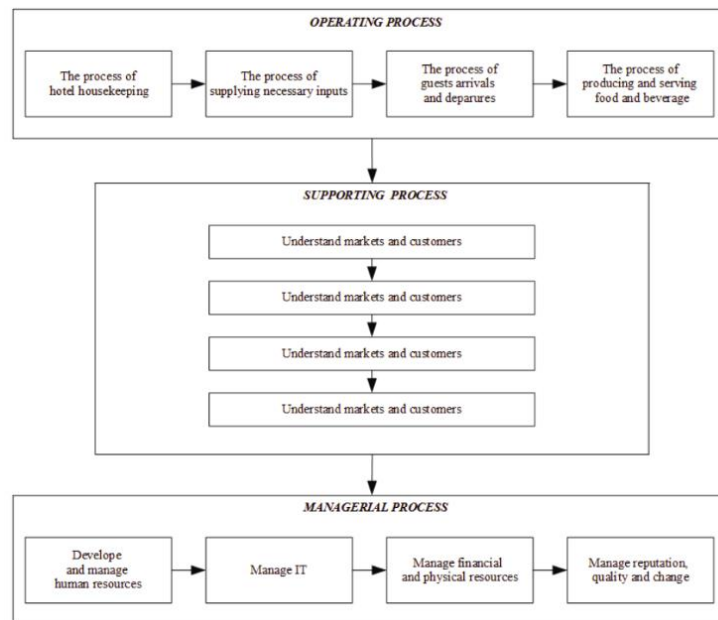 OPERATING PROCESS
The process of
hotel housekeeping
The process of
supplying necessary inputs
The process of
guests arrivals
and deparures
The process of
producing and serving
food and beverage
SUPPORTING PROCESS
Understand markets and customers
Understand markets and customers
Understand markets and customers
Understand markets and customers
MANAGERIAL PROCESS
Develope
and manage
human resources
Manage IT
Manage financial
and physical resources
Manage reputation,
quality and change